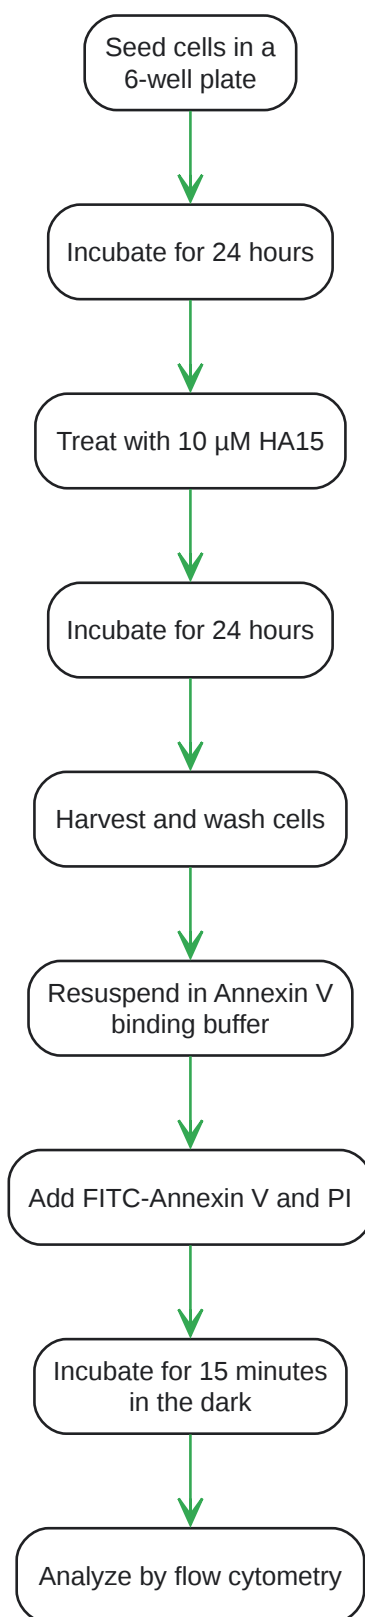 Seed cells in a
6-well plate
Incubate for 24 hours
Treat with 10 µM HA15
Incubate for 24 hours
Harvest and wash cells
Resuspend in Annexin V
binding buffer
Add FITC-Annexin V and PI
Incubate for 15 minutes
in the dark
Analyze by flow cytometry